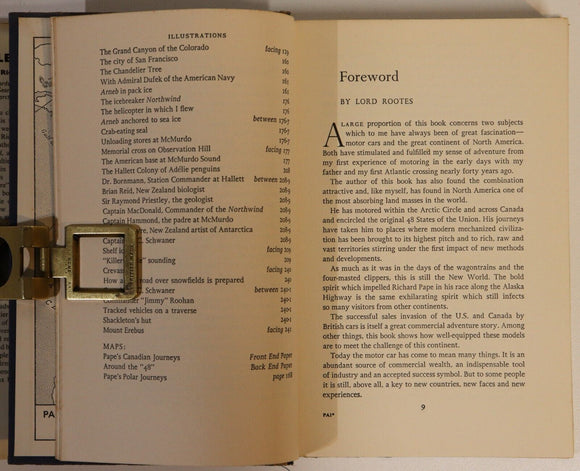 ILLUSTRATIONS
The Grand Canyon of the Colorado facing 129
The city of San Francisco 161
The Chandelier Tree 161
With Admiral Dufek of the American Navy 161
Arneb in pack ice 176
The icebreaker Northwind 176
The helicopter in which I flew 176
Arneb anchored to sea ice between 176-7
Crab-eating seal 176-7
Unloading stores at McMurdo 176-7
Memorial cross on Observation Hill facing 177
The American base at McMurdo Sound 177
The Hallett Colony of Adélie penguins 208
Dr. Bornmann, Station Commander at Hallett between 208-9
Brian Reid, New Zealand biologist 208-9
Sir Raymond Priestley, the geologist 208-9
Captain MacDonald, Commander of the Northwind 208-9
Captain Hammond, the padre at McMurdo 208-9
New Zealand artist of Antarctica 208-9
Captain Schwaner 208-9
Shelf ic facing 209
"Killer sounding 209
Crevass facing 241
How a road over snowfields is prepared 241
C. Schwaner between 240-1
Commander "Jimmy" Roohan 240-1
Tracked vehicles on a traverse 240-1
Shackleton's hut 240-1
Mount Erebus facing 241
MAPS:
Pape's Canadian Journeys Front End Paper
Around the "48" Back End Paper
Pape's Polar Journeys page 188
PA
Foreword
BY LORD ROOTES
A LARGE proportion of this book concerns two subjects
which to me have always been of great fascination—
motor cars and the great continent of North America.
Both have stimulated and fulfilled my sense of adventure from
my first experience of motoring in the early days with my
father and my first Atlantic crossing nearly forty years ago.
The author of this book has also found the combination
attractive and, like myself, has found in North America one of
the most absorbing land masses in the world.
He has motored within the Arctic Circle and across Canada
and encircled the original 48 States of the Union. His journeys
have taken him to places where modern mechanized civiliza-
tion has been brought to its highest pitch and to rich, raw and
vast territories stirring under the first impact of new methods
and developments.
As much as it was in the days of the wagontrains and the
four-masted clippers, this is still the New World. The bold
spirit which impelled Richard Pape in his race along the Alaska
Highway is the same exhilarating spirit which still infects
so many visitors from other continents.
The successful sales invasion of the U.S. and Canada by
British cars is itself a great commercial adventure story. Among
other things, this book shows how well-equipped these models
are to meet the challenge of this continent.
Today the motor car has come to mean many things. It is an
abundant source of commercial wealth, an indispensable tool
of industry and an accepted success symbol. But to some people
it is still, above all, a key to new countries, new faces and new
experiences.
9
PAI*